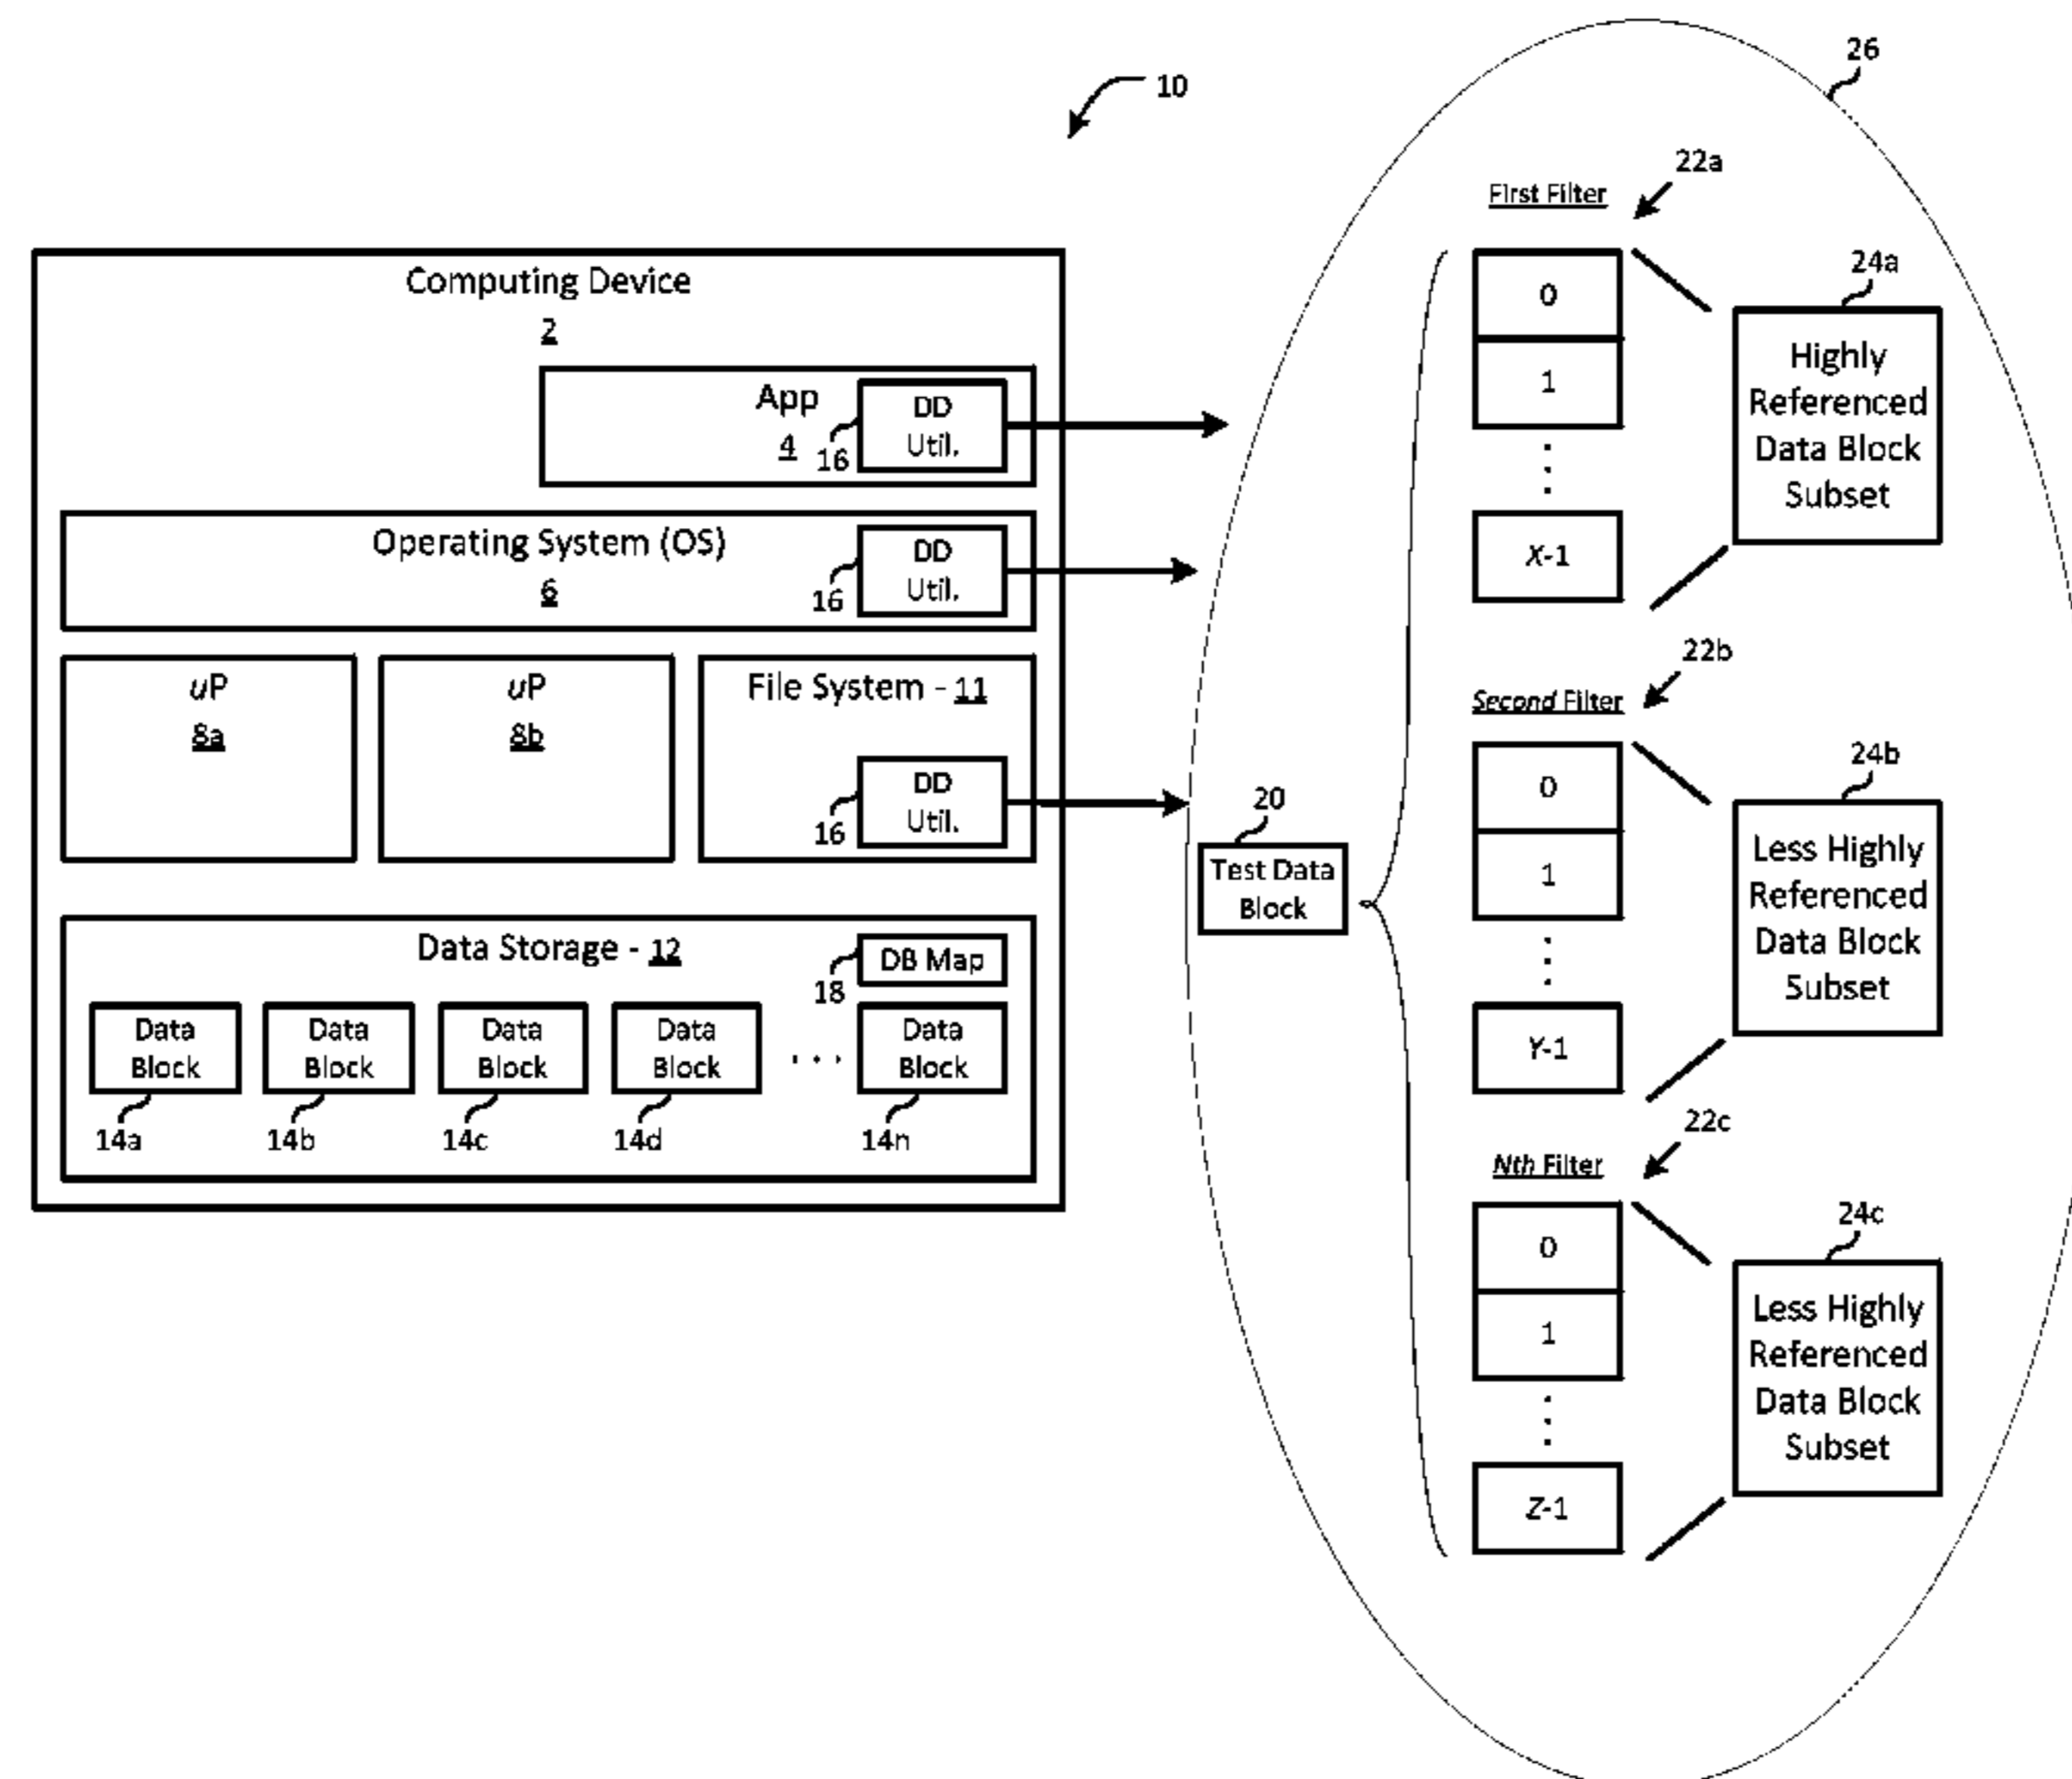 10
26
Computing Device
2
App
4
16
DD
Util.
Operating System (OS)
6
16
DD
Util.
uP
8a
uP
8b
File System - 11
16
DD
Util.
Data Storage - 12
18
DB Map
Data
Block
Data
Block
Data
Block
Data
Block
. . .
Data
Block
14a
14b
14c
14d
14n
20
Test Data
Block
First Filter
22a
0
1
X-1
24a
Highly
Referenced
Data Block
Subset
Second Filter
22b
0
1
Y-1
24b
Less Highly
Referenced
Data Block
Subset
Nth Filter
22c
0
1
Z-1
24c
Less Highly
Referenced
Data Block
Subset